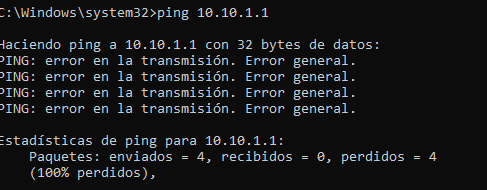 C:\Windows\system32>ping 10.10.1.1
Haciendo ping a 10.10.1.1 con 32 bytes de datos:
PING: error en la transmisión. Error general.
PING: error en la transmisión. Error general.
PING: error en la transmisión. Error general.
PING: error en la transmisión. Error general.
Estadísticas de ping para 10.10.1.1:
Paquetes: enviados = 4, recibidos = 0, perdidos = 4
(100% perdidos),